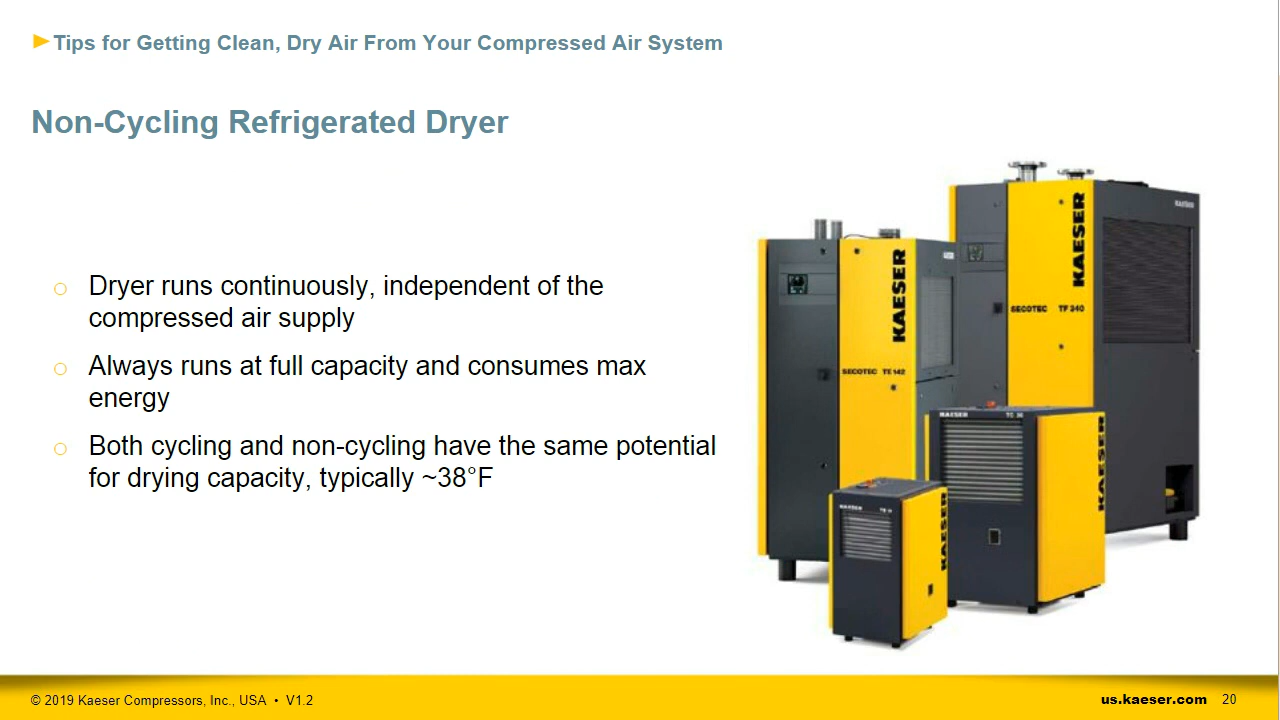 Tips for Getting Clean, Dry Air From Your Compressed Air System
Non-Cycling Refrigerated Dryer
Dryer runs continuously, independent of the
compressed air supply
Always runs at full capacity and consumes max
energy
Both cycling and non-cycling have the same potential
for drying capacity, typically ~38°F
KAESER
KAESER
KAESER
SECOTEC TF 340
SECOTEC TE 142
KAESER
KAESER
KAESER
KAESER
© 2019 Kaeser Compressors, Inc., USA • V1.2
us.kaeser.com 20